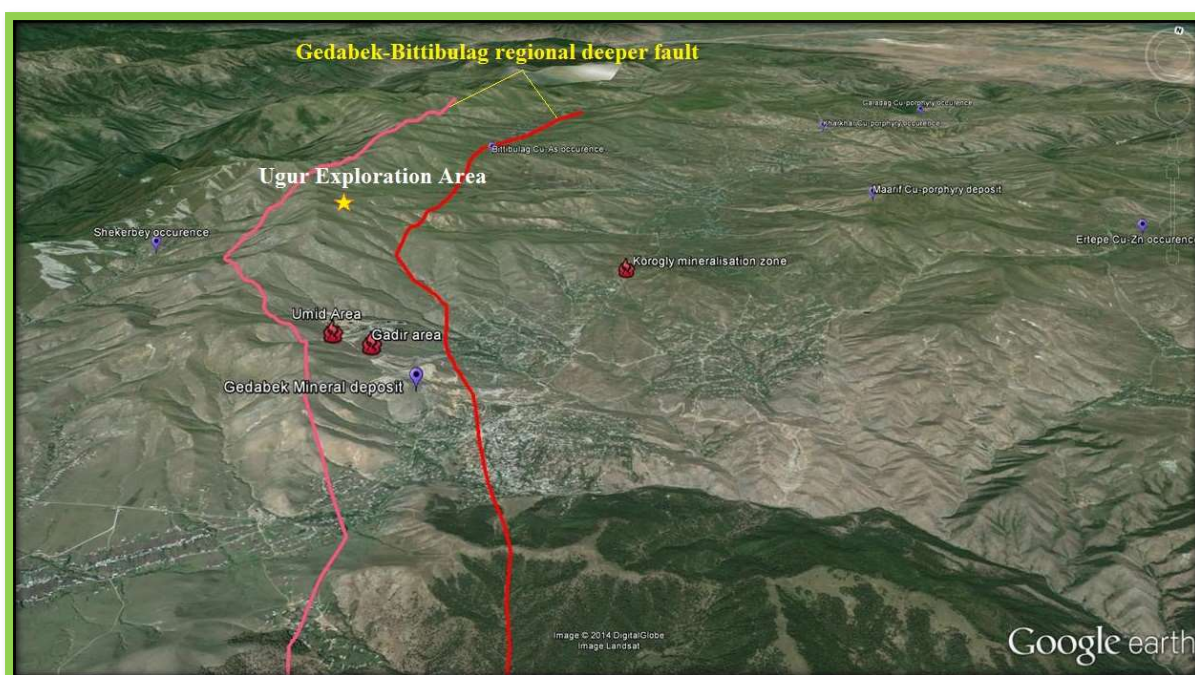 Gedabek-Bittibulag regional deeper fault
N
Galadag Cu-porphyry occurence
Kharkhar Cu-porphyry occurence
Bittibulag Cu-As occurence
Ugur Exploration Area
Maarif Cu-porphyry deposit
Shekerbey occurence
Ertepe Cu-Zn occurence
Körogly mineralisation zone
Umid Area
Gadir area
Gedabek Mineral deposit
Image © 2014 DigitalGlobe
Image Landsat
Google earth